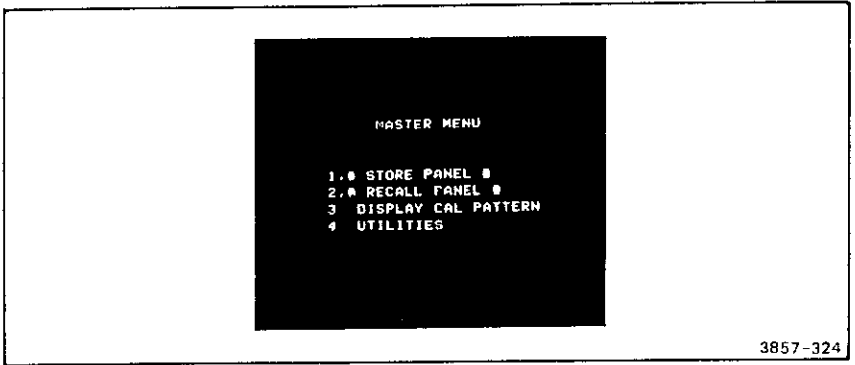 MASTER MENU
1,# STORE PANEL #
2,# RECALL PANEL #
3 DISPLAY CAL PATTERN
4 UTILITIES
3857-324